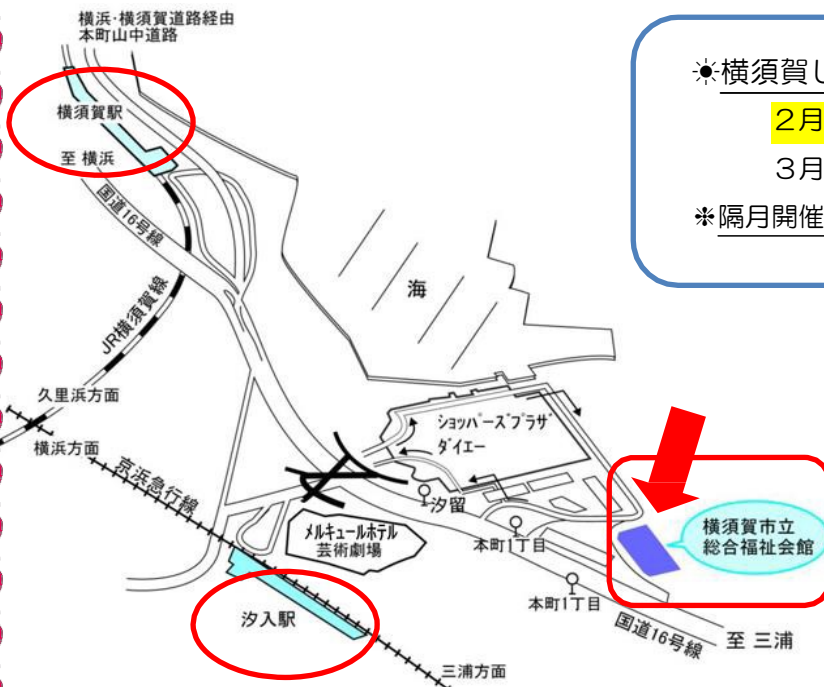 横浜・横須賀道路経由
本町山中道路
横須賀駅
至 横浜
国道16号線
JR横須賀線
久里浜方面
横浜方面
京浜急行線
海
ショッパーズプラザ
ダイエー
汐留
メルキュールホテル
芸術劇場
本町1丁目
本町1丁目
汐入駅
国道16号線
至 三浦
三浦方面
横須賀市立
総合福祉会館
☀横須賀し
２月
３月
❊隔月開催